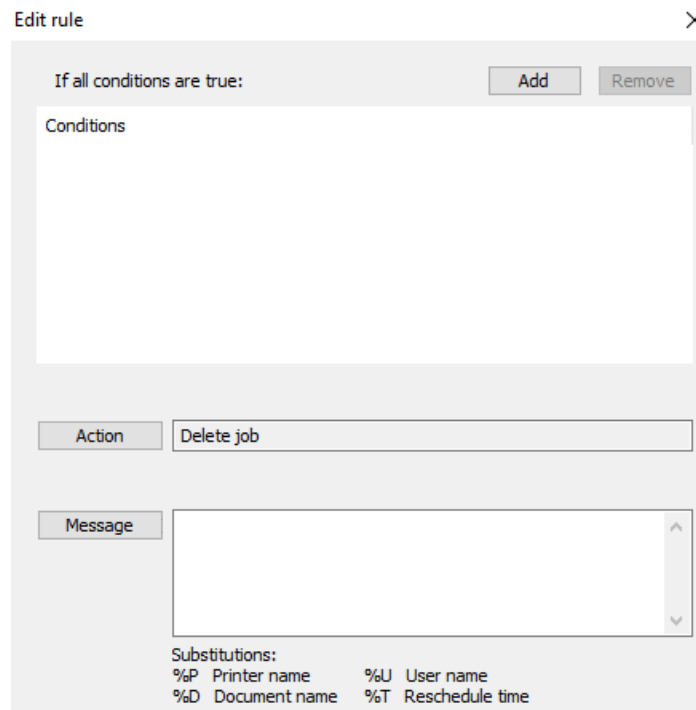 Edit rule
If all conditions are true: Add Remove
Conditions
Action Delete job
Message
Substitutions:
%P Printer name %U User name
%D Document name %T Reschedule time